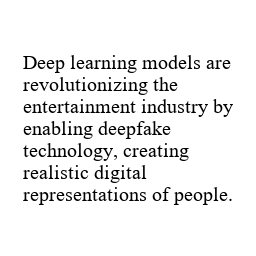 Deep learning models are
revolutionizing the
entertainment industry by
enabling deepfake
technology, creating
realistic digital
representations of people.